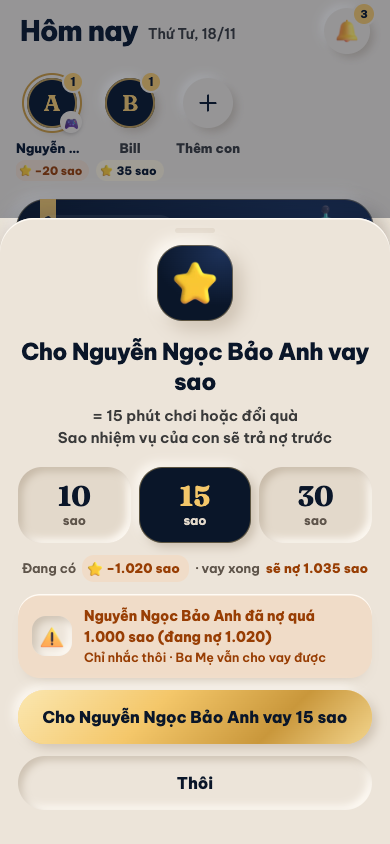 Hôm nay Thứ Tư, 18/11
3
1
1
A
B
Nguyễn ...
Bill
Thêm con
-20 sao
35 sao
Cho Nguyễn Ngọc Bảo Anh vay
sao
= 15 phút chơi hoặc đổi quà
Sao nhiệm vụ của con sẽ trả nợ trước
10
sao
15
sao
30
sao
Đang có -1.020 sao · vay xong sẽ nợ 1.035 sao
Nguyễn Ngọc Bảo Anh đã nợ quá
1.000 sao (đang nợ 1.020)
Chỉ nhắc thôi · Ba Mẹ vẫn cho vay được
Cho Nguyễn Ngọc Bảo Anh vay 15 sao
Thôi